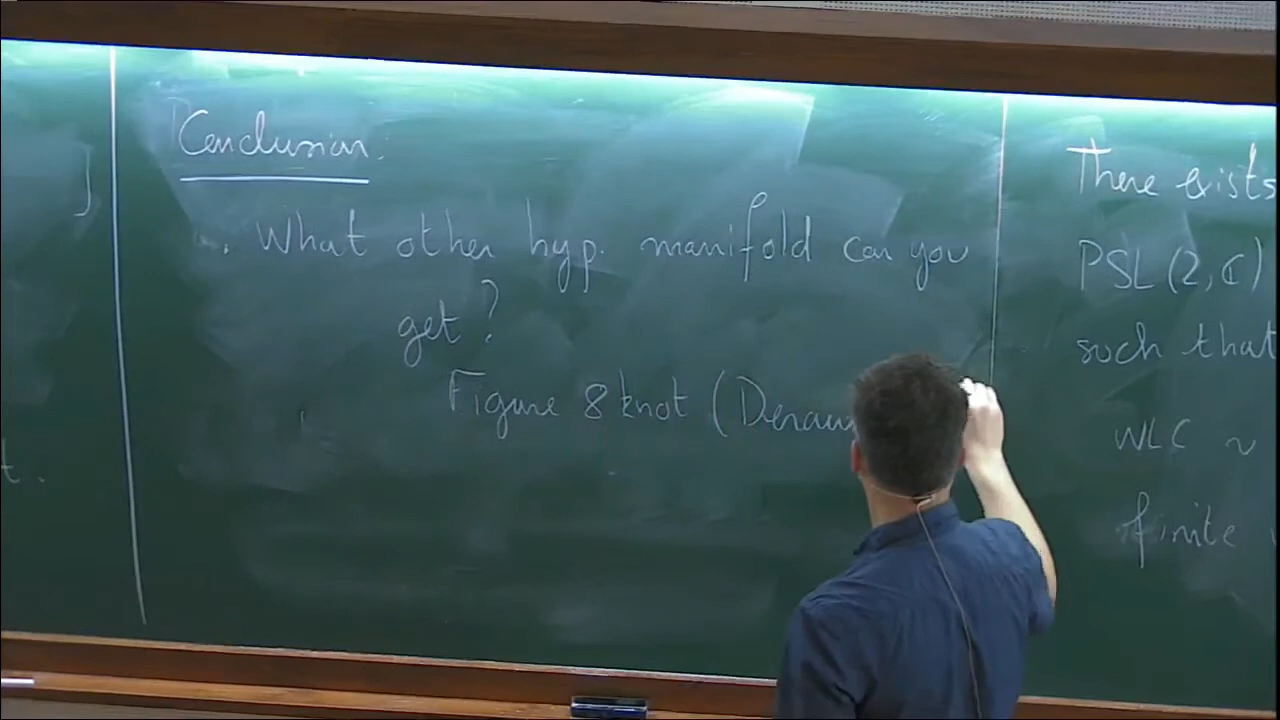 Conclusion:
. What other hyp. manifold can you
get?
Figure 8 knot (Derau
t.
There exists
PSL(2,ℂ)
such that
WLC ~
finite